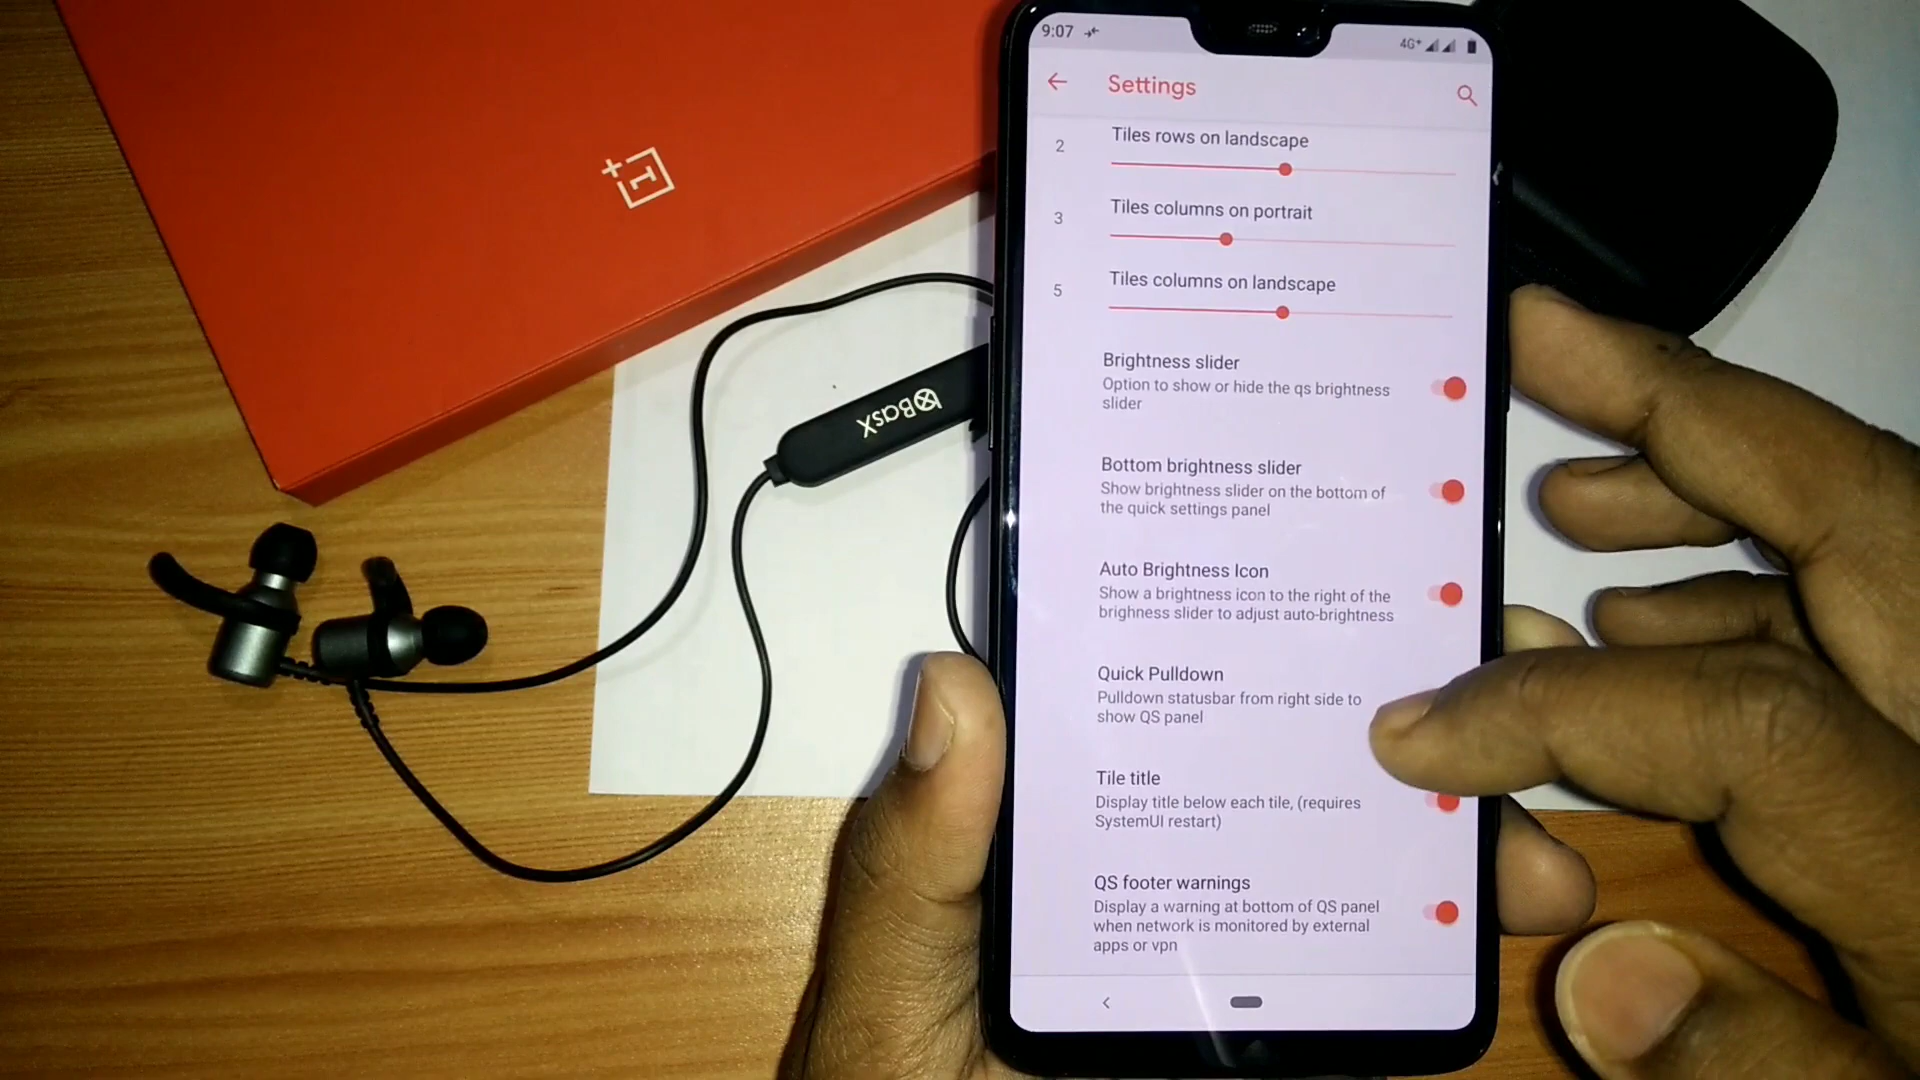 9:07
4G+
Settings
2
Tiles rows on landscape
3
Tiles columns on portrait
5
Tiles columns on landscape
Brightness slider
Option to show or hide the qs brightness
slider
Bottom brightness slider
Show brightness slider on the bottom of
the quick settings panel
Auto Brightness Icon
Show a brightness icon to the right of the
brighness slider to adjust auto-brightness
Quick Pulldown
Pulldown statusbar from right side to
show QS panel
Tile title
Display title below each tile, (requires
SystemUI restart)
QS footer warnings
Display a warning at bottom of QS panel
when network is monitored by external
apps or vpn
BasX
1+